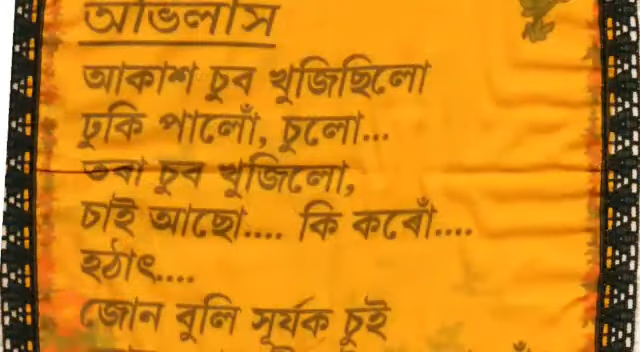 অভিলাস
আকাশ চুব খুজিছিলো
ঢুকি পালোঁ, চুলো...
তৰা চুব খুজিলো,
চাই আছো.... কি কৰোঁ....
হঠাৎ....
জোন বুলি সূৰ্যক চুই